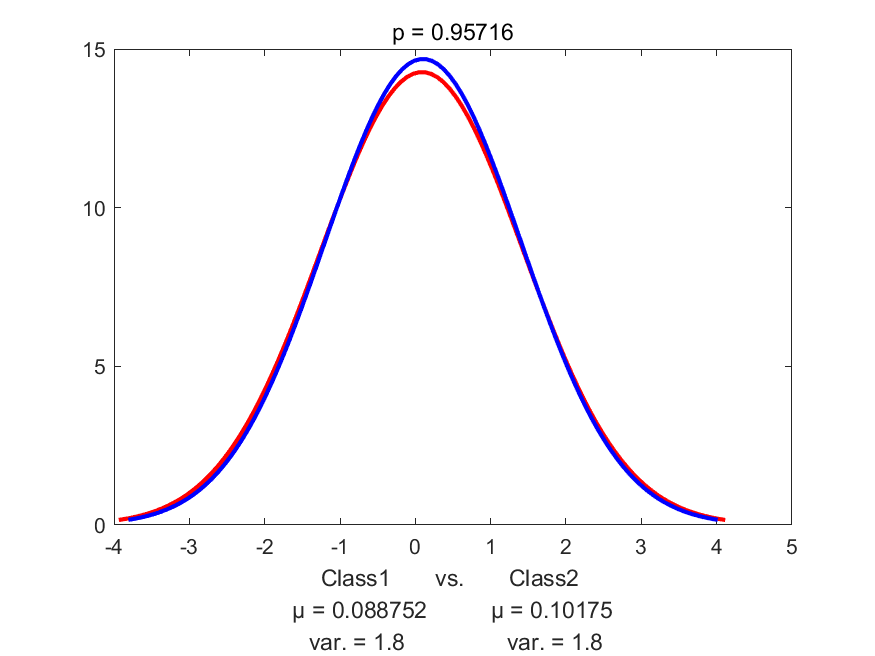 p = 0.95716
15
10
5
0
-4 -3 -2 -1 0 1 2 3 4 5
Class1 vs. Class2
μ = 0.088752 μ = 0.10175
var. = 1.8 var. = 1.8